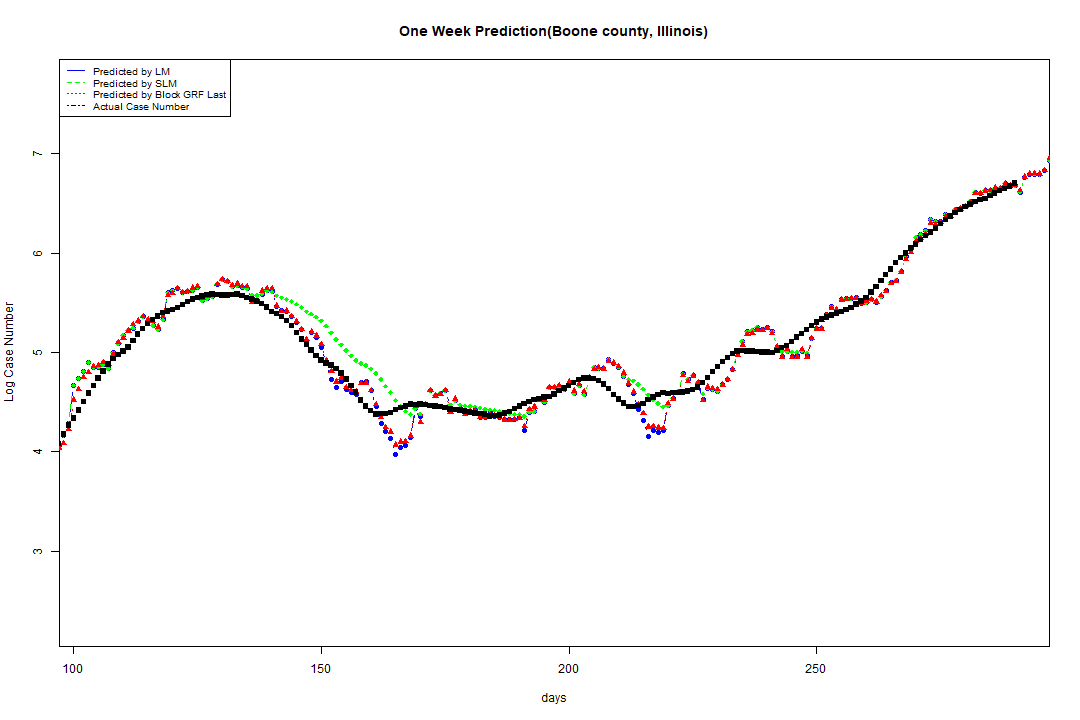 One Week Prediction(Boone county, Illinois)
Predicted by LM
Predicted by SLM
Predicted by Block GRF Last
Actual Case Number
7
6
5
4
3
Log Case Number
100 150 200 250
days